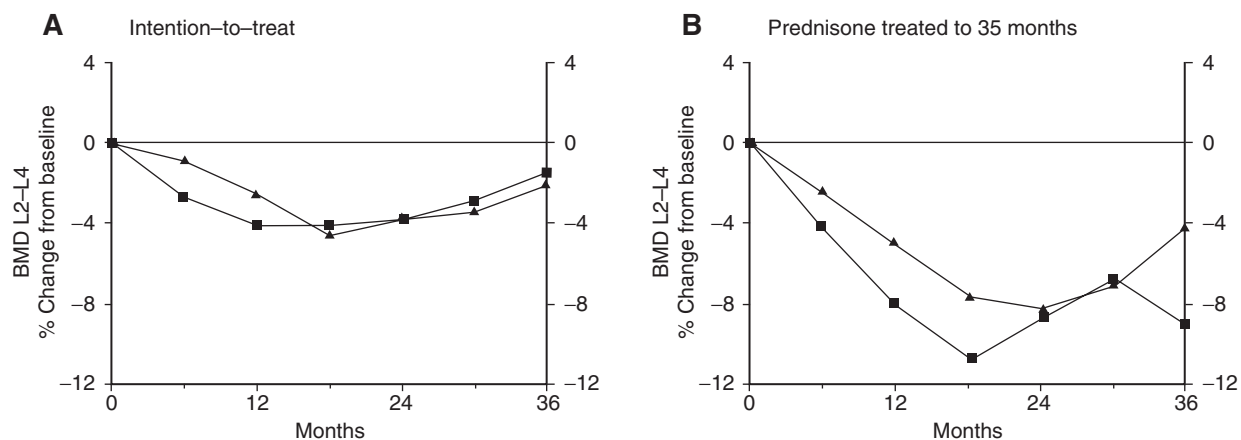 A Intention–to–treat
4
0
–4
–8
–12
4
0
–4
–8
–12
BMD L2–L4
% Change from baseline
0 12 24 36
Months
B Prednisone treated to 35 months
4
0
–4
–8
–12
4
0
–4
–8
–12
BMD L2–L4
% Change from baseline
0 12 24 36
Months